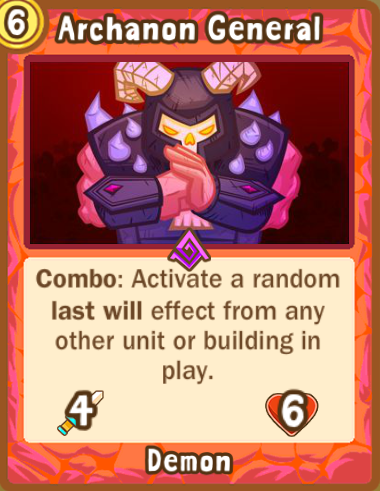 6 Archanon General
Combo: Activate a random
last will effect from any
other unit or building in
play.
4 6
Demon